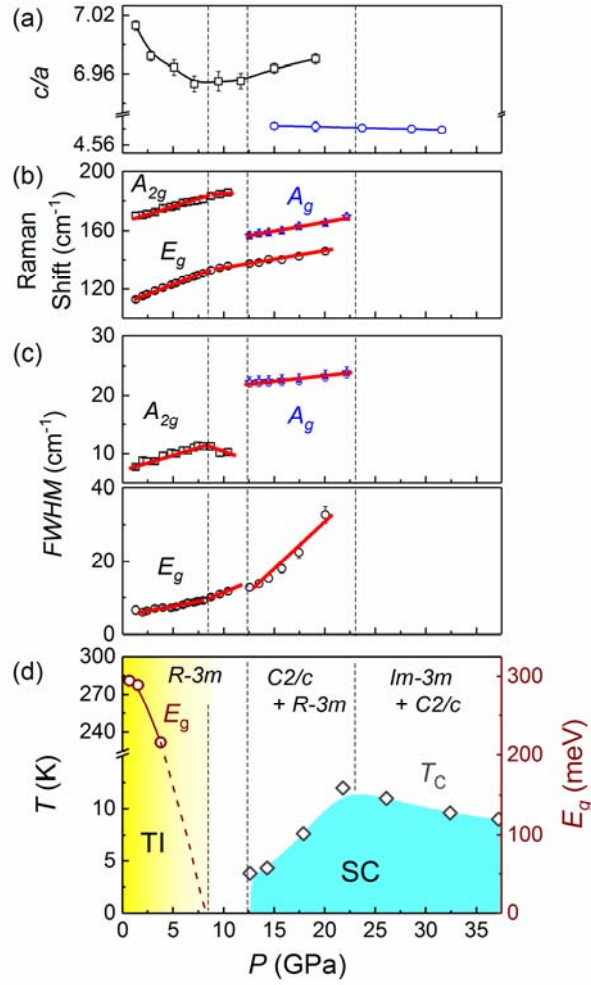 (a)
7.02
6.96
4.56
c/a
(b)
200
160
120
Raman
Shift (cm⁻¹)
A₂g
Ag
Eg
(c)
30
20
10
A₂g
Ag
FWHM (cm⁻¹)
40
20
0
Eg
(d)
300
270
240
10
5
0
T (K)
R-3m
C2/c
+ R-3m
Im-3m
+ C2/c
Eg
TI
TC
SC
300
200
100
0
Eg (meV)
0 5 10 15 20 25 30 35
P (GPa)